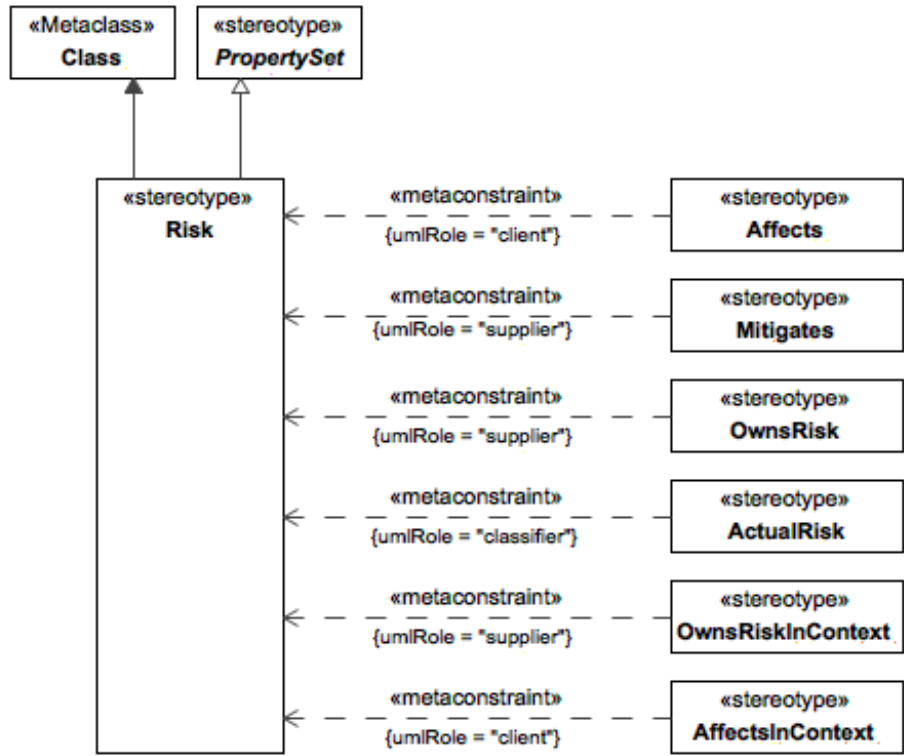 «Metaclass»
Class
«stereotype»
PropertySet
«stereotype»
Risk
«metaconstraint»
{umlRole = "client"}
«stereotype»
Affects
«metaconstraint»
{umlRole = "supplier"}
«stereotype»
Mitigates
«metaconstraint»
{umlRole = "supplier"}
«stereotype»
OwnsRisk
«metaconstraint»
{umlRole = "classifier"}
«stereotype»
ActualRisk
«metaconstraint»
{umlRole = "supplier"}
«stereotype»
OwnsRiskInContext
«metaconstraint»
{umlRole = "client"}
«stereotype»
AffectsInContext